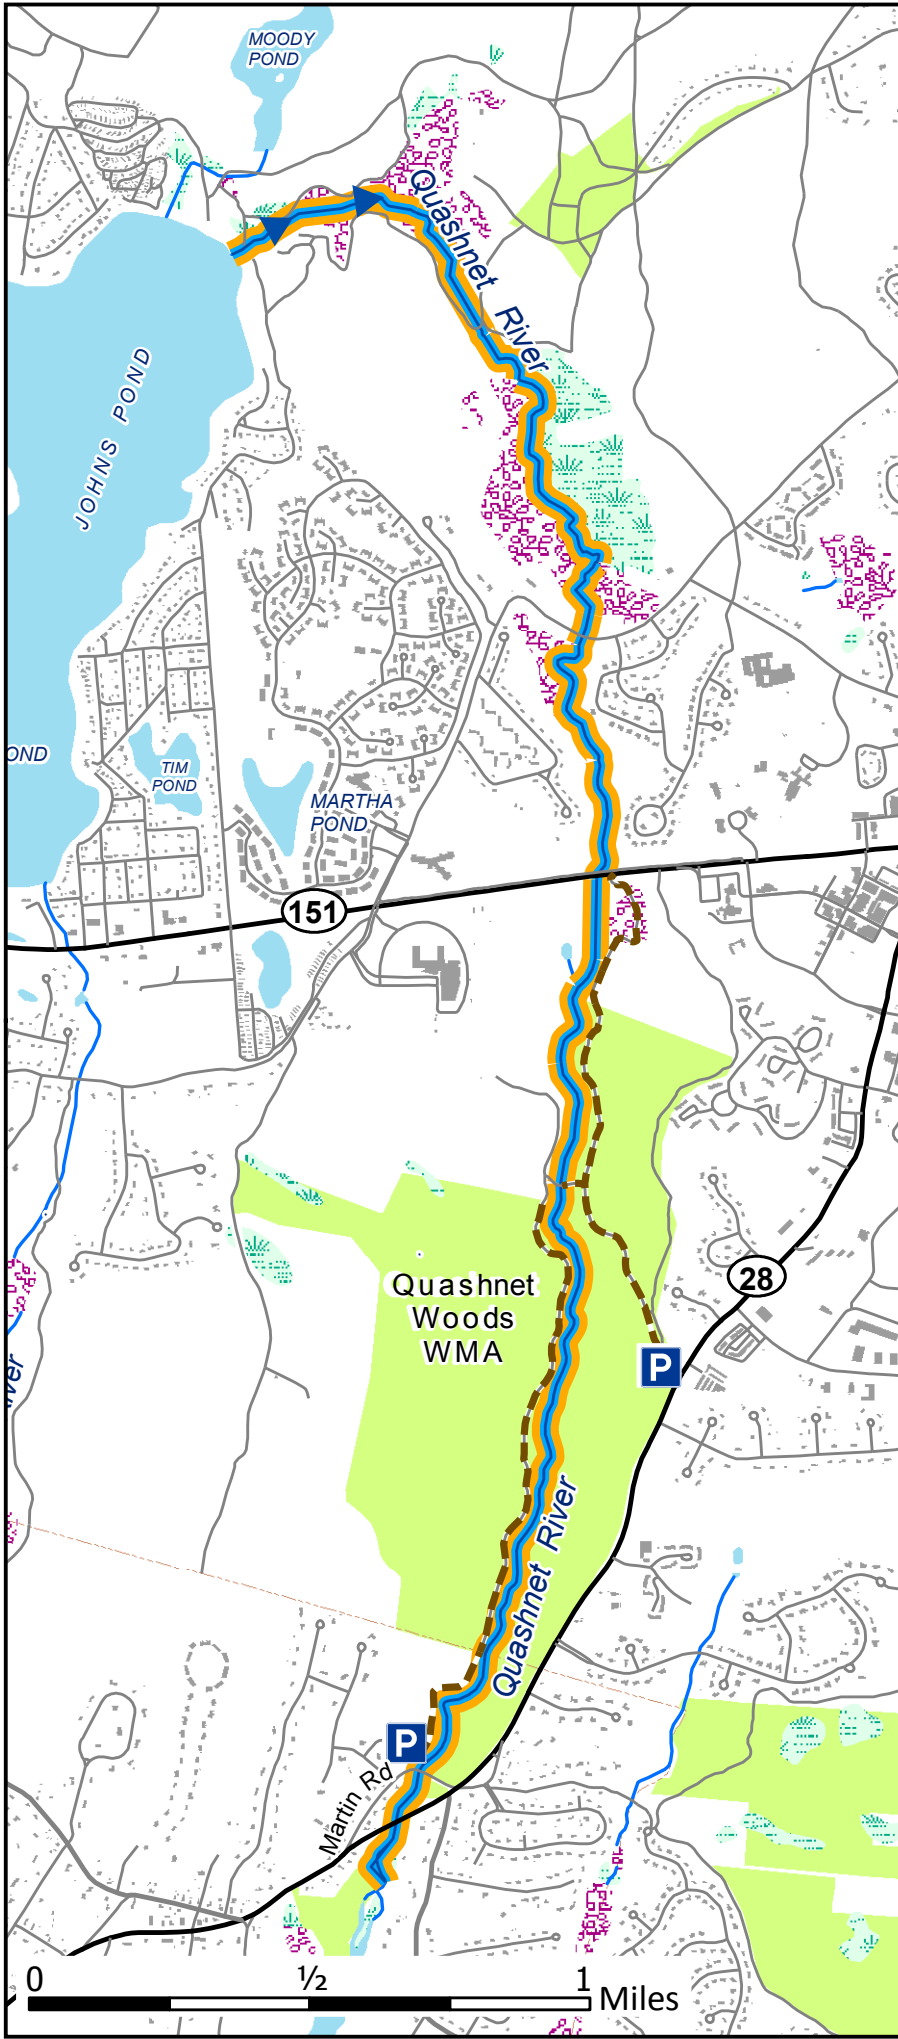 MOODY
POND
Quashnet River
JOHNS POND
OND
TIM
POND
MARTHA
POND
151
Quashnet
Woods
WMA
28
P
iver
Quashnet River
P
Martin Rd
0 ½ 1 Miles